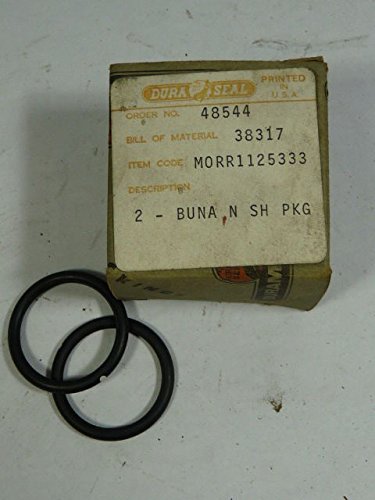 DURA SEAL
PRINTED
IN
U.S.A.
ORDER NO. 48544
BILL OF MATERIAL 38317
ITEM CODE: MORR1125333
DESCRIPTION
2 - BUNA N SH PKG
DURA